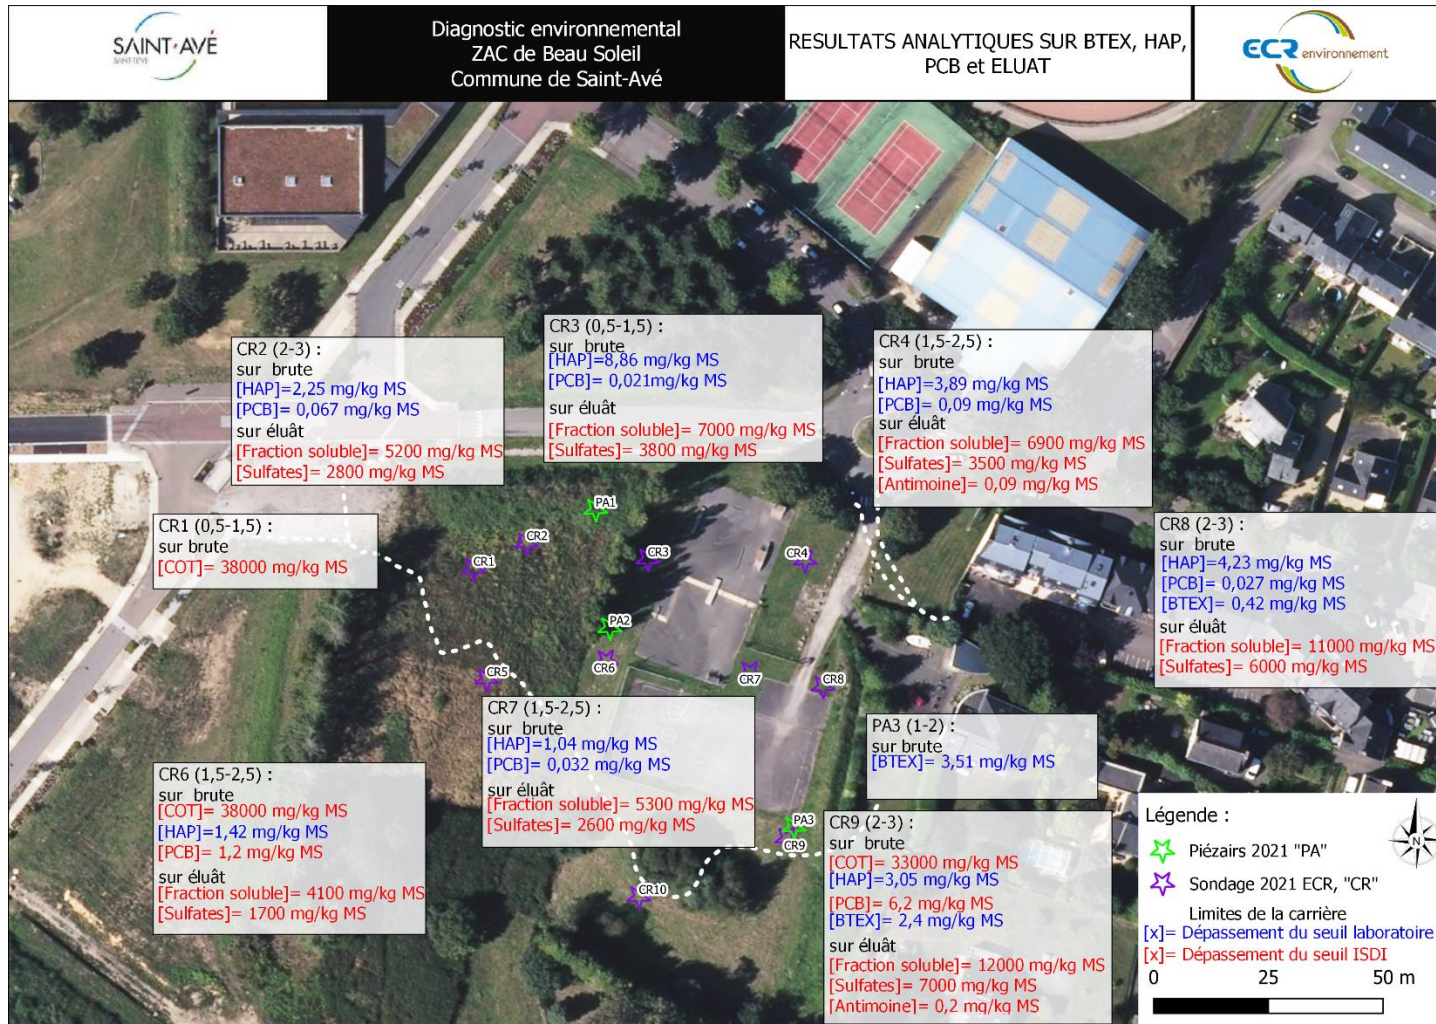 SAINT-AVÉ
SANT-TEVE
Diagnostic environnemental
ZAC de Beau Soleil
Commune de Saint-Avé
RESULTATS ANALYTIQUES SUR BTEX, HAP,
PCB et ELUAT
ECR environnement
CR2 (2-3) :
sur brute
[HAP]=2,25 mg/kg MS
[PCB]= 0,067 mg/kg MS
sur éluât
[Fraction soluble]= 5200 mg/kg MS
[Sulfates]= 2800 mg/kg MS
CR3 (0,5-1,5) :
sur brute
[HAP]=8,86 mg/kg MS
[PCB]= 0,021mg/kg MS
sur éluât
[Fraction soluble]= 7000 mg/kg MS
[Sulfates]= 3800 mg/kg MS
CR4 (1,5-2,5) :
sur brute
[HAP]=3,89 mg/kg MS
[PCB]= 0,09 mg/kg MS
sur éluât
[Fraction soluble]= 6900 mg/kg MS
[Sulfates]= 3500 mg/kg MS
[Antimoine]= 0,09 mg/kg MS
CR1 (0,5-1,5) :
sur brute
[COT]= 38000 mg/kg MS
CR8 (2-3) :
sur brute
[HAP]=4,23 mg/kg MS
[PCB]= 0,027 mg/kg MS
[BTEX]= 0,42 mg/kg MS
sur éluât
[Fraction soluble]= 11000 mg/kg MS
[Sulfates]= 6000 mg/kg MS
PA1
CR2
CR1
CR3
CR4
PA2
CR6
CR5
CR7
CR8
CR7 (1,5-2,5) :
sur brute
[HAP]=1,04 mg/kg MS
[PCB]= 0,032 mg/kg MS
sur éluât
[Fraction soluble]= 5300 mg/kg MS
[Sulfates]= 2600 mg/kg MS
PA3 (1-2) :
sur brute
[BTEX]= 3,51 mg/kg MS
CR6 (1,5-2,5) :
sur brute
[COT]= 38000 mg/kg MS
[HAP]=1,42 mg/kg MS
[PCB]= 1,2 mg/kg MS
sur éluât
[Fraction soluble]= 4100 mg/kg MS
[Sulfates]= 1700 mg/kg MS
PA3
CR9
CR10
CR9 (2-3) :
sur brute
[COT]= 33000 mg/kg MS
[HAP]=3,05 mg/kg MS
[PCB]= 6,2 mg/kg MS
[BTEX]= 2,4 mg/kg MS
sur éluât
[Fraction soluble]= 12000 mg/kg MS
[Sulfates]= 7000 mg/kg MS
[Antimoine]= 0,2 mg/kg MS
Légende :
N
Piézairs 2021 "PA"
Sondage 2021 ECR, "CR"
Limites de la carrière
[x]= Dépassement du seuil laboratoire
[x]= Dépassement du seuil ISDI
0 25 50 m